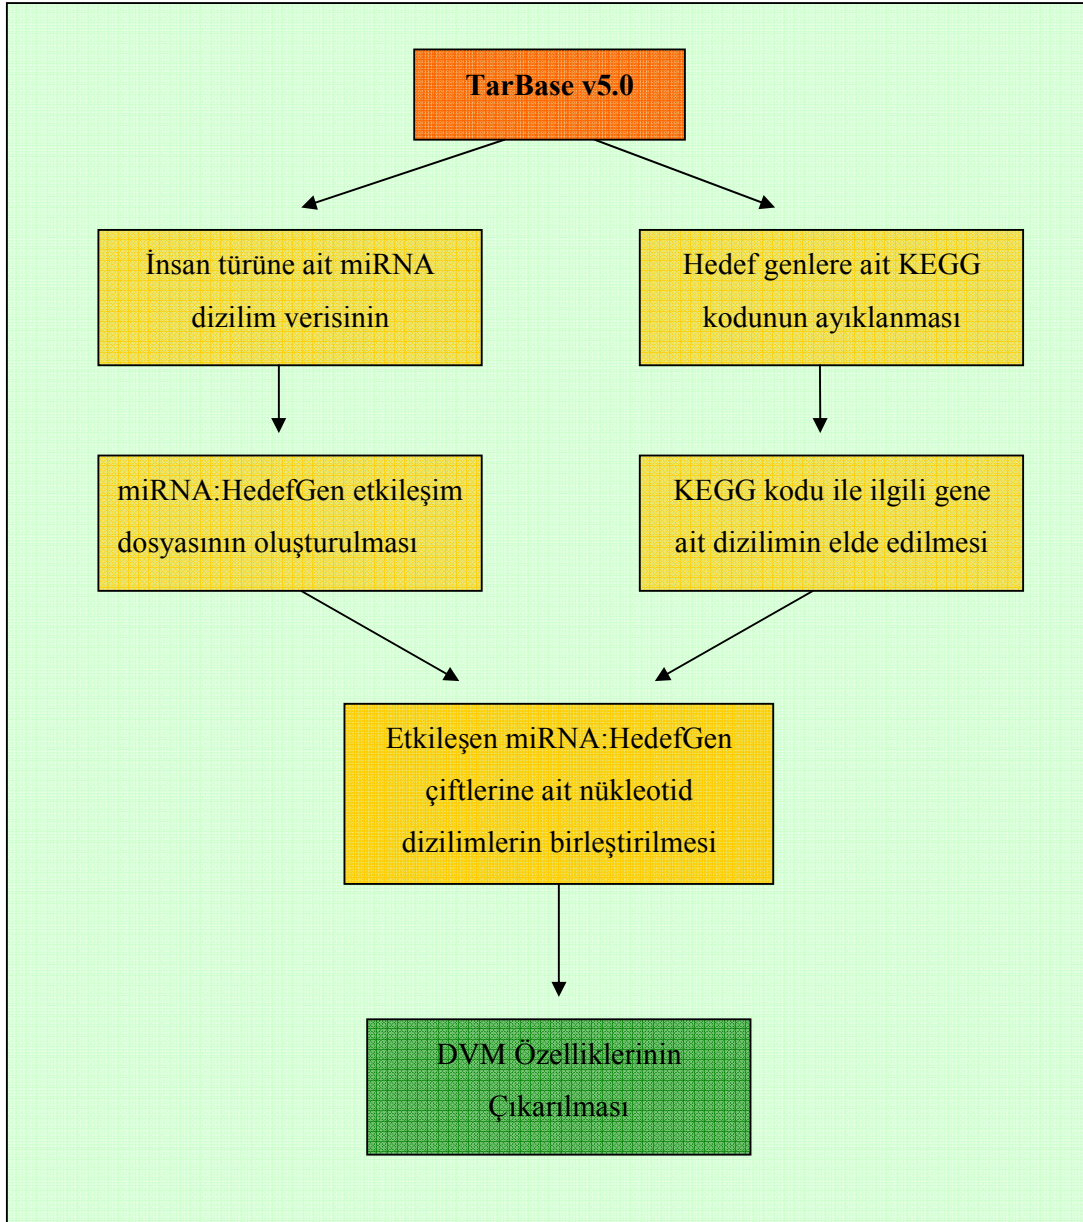 TarBase v5.0
İnsan türüne ait miRNA
dizilim verisinin
Hedef genlere ait KEGG
kodunun ayıklanması
miRNA:HedefGen etkileşim
dosyasının oluşturulması
KEGG kodu ile ilgili gene
ait dizilimin elde edilmesi
Etkileşen miRNA:HedefGen
çiftlerine ait nükleotid
dizilimlerin birleştirilmesi
DVM Özelliklerinin
Çıkarılması